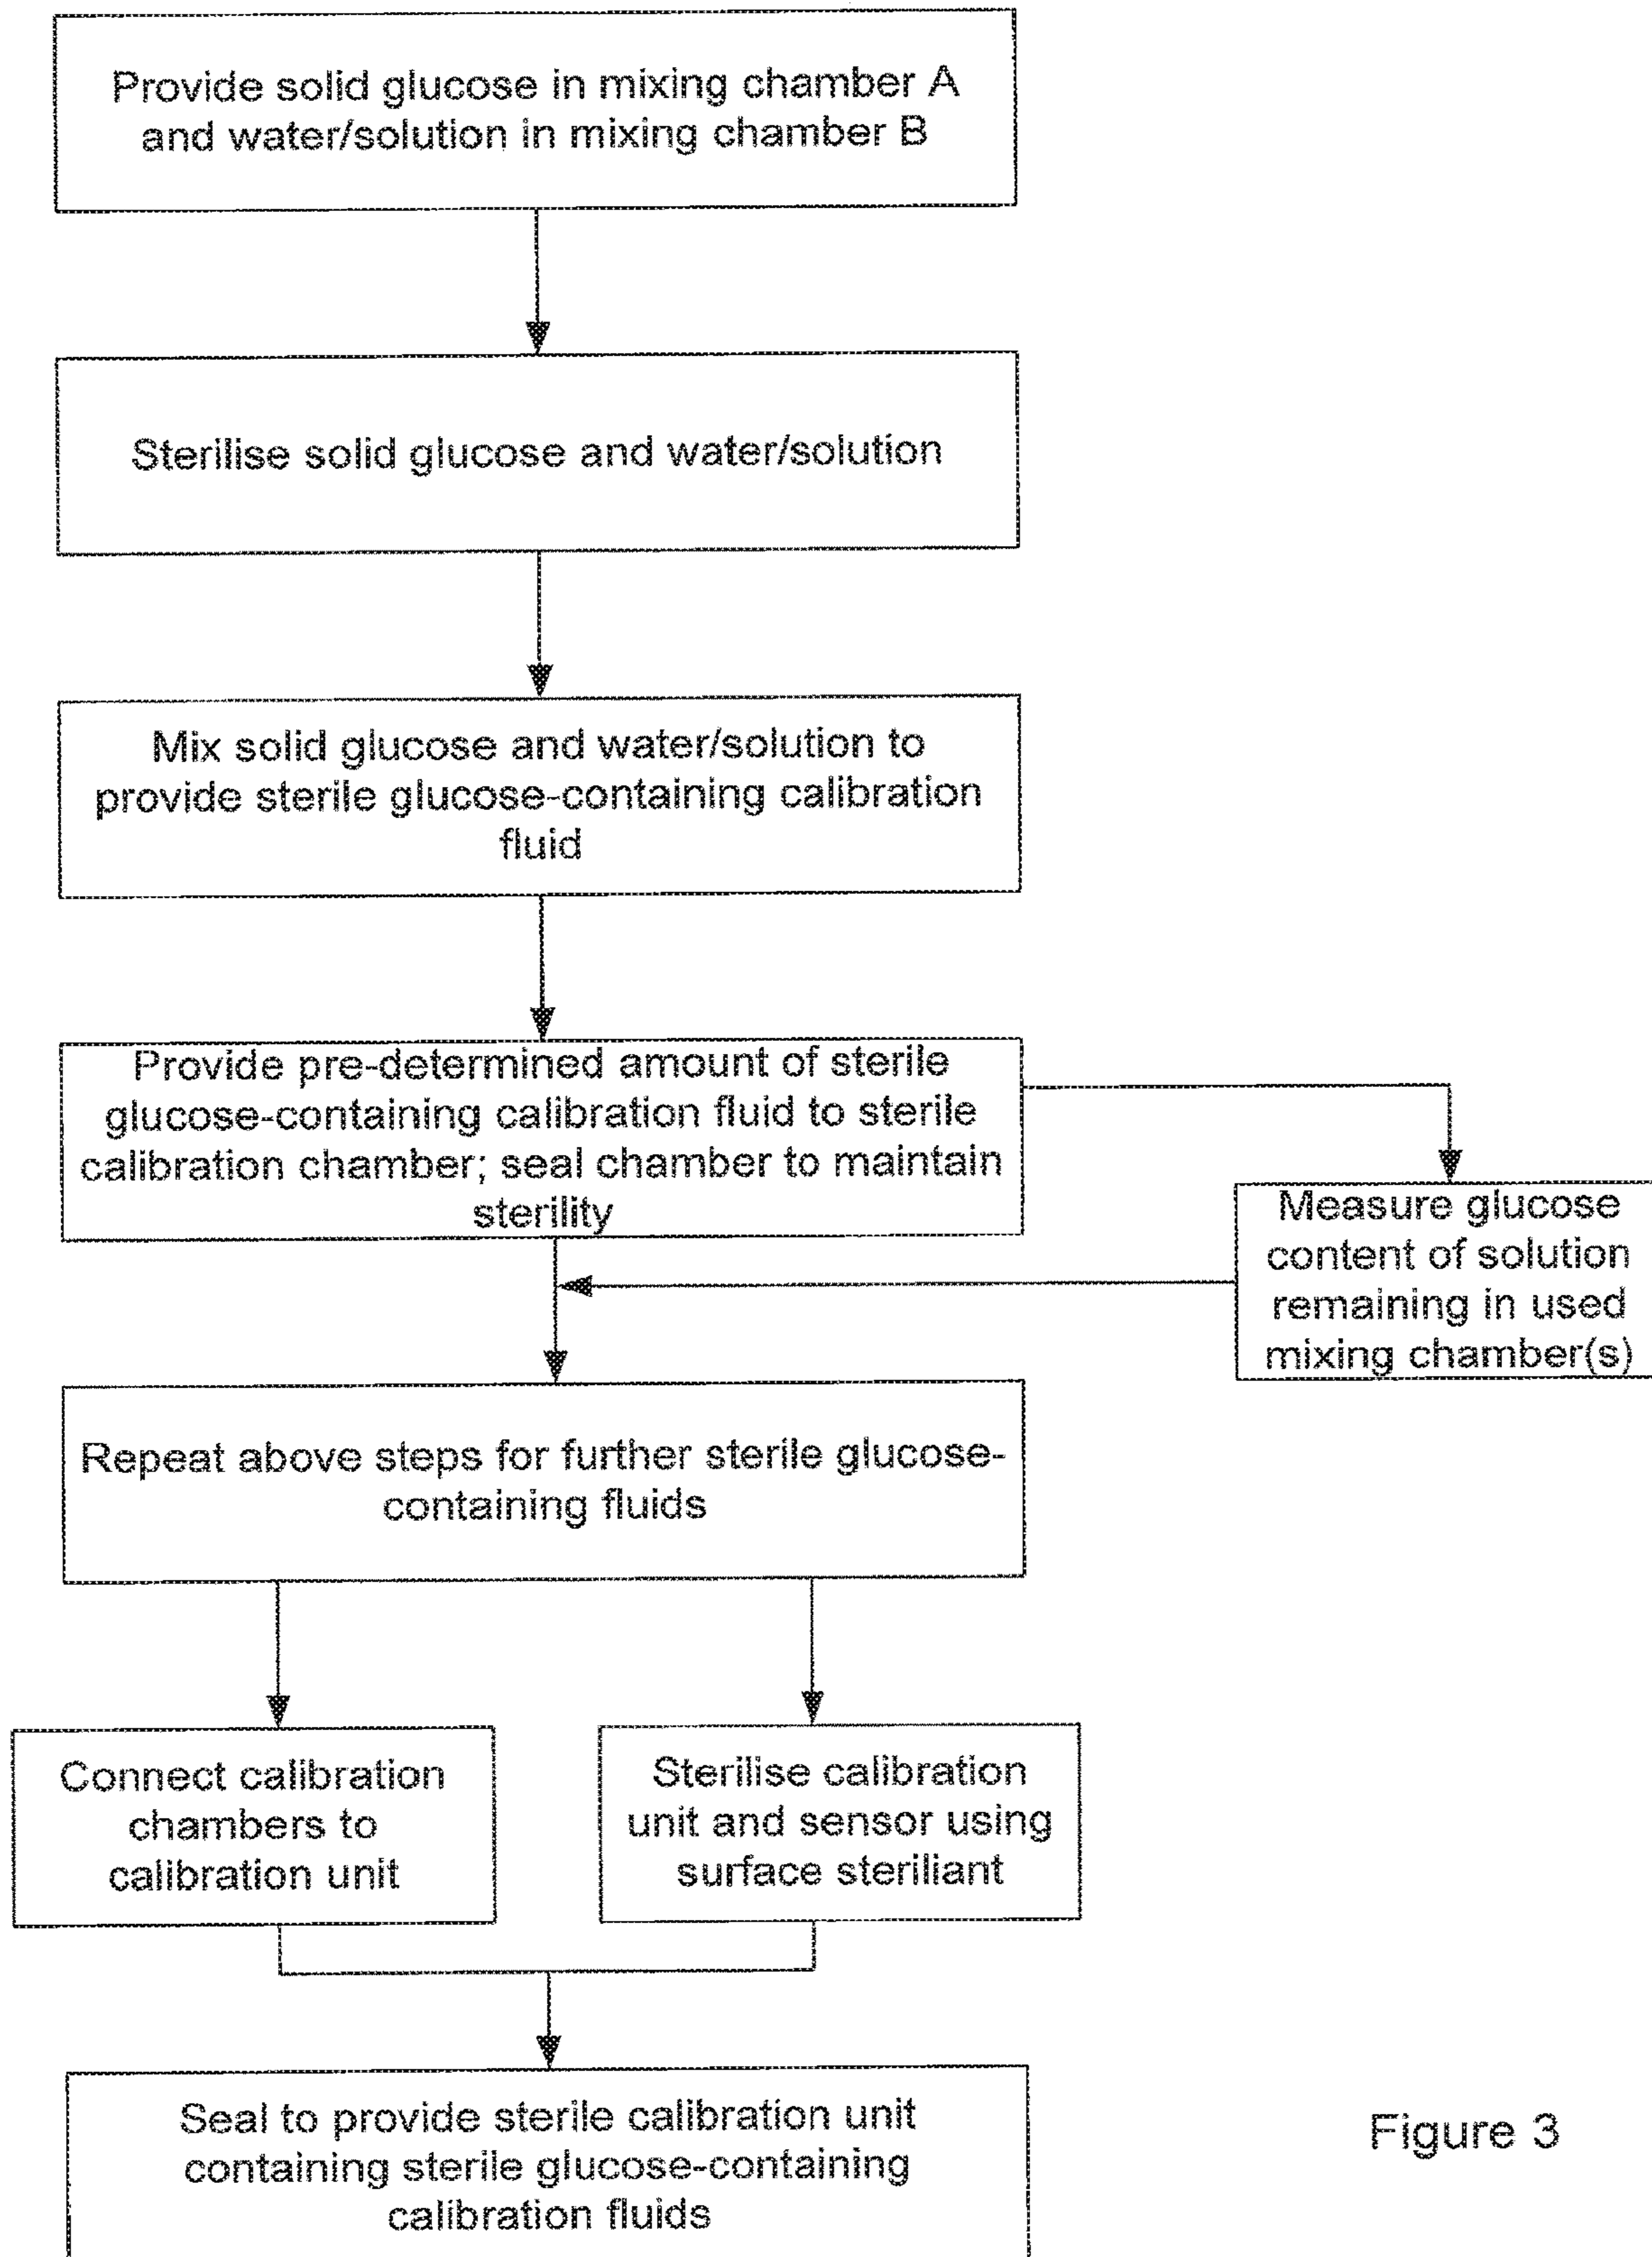 Provide solid glucose in mixing chamber A
and water/solution in mixing chamber B
Sterilise solid glucose and water/solution
Mix solid glucose and water/solution to
provide sterile glucose-containing calibration
fluid
Provide pre-determined amount of sterile
glucose-containing calibration fluid to sterile
calibration chamber; seal chamber to maintain
sterility
Measure glucose
content of solution
remaining in used
mixing chamber(s)
Repeat above steps for further sterile glucose-
containing fluids
Connect calibration
chambers to
calibration unit
Sterilise calibration
unit and sensor using
surface steriliant
Seal to provide sterile calibration unit
containing sterile glucose-containing
calibration fluids
Figure 3